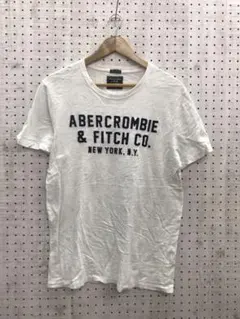 ABERCROMBIE
& FITCH CO.
NEW YORK, N.Y.